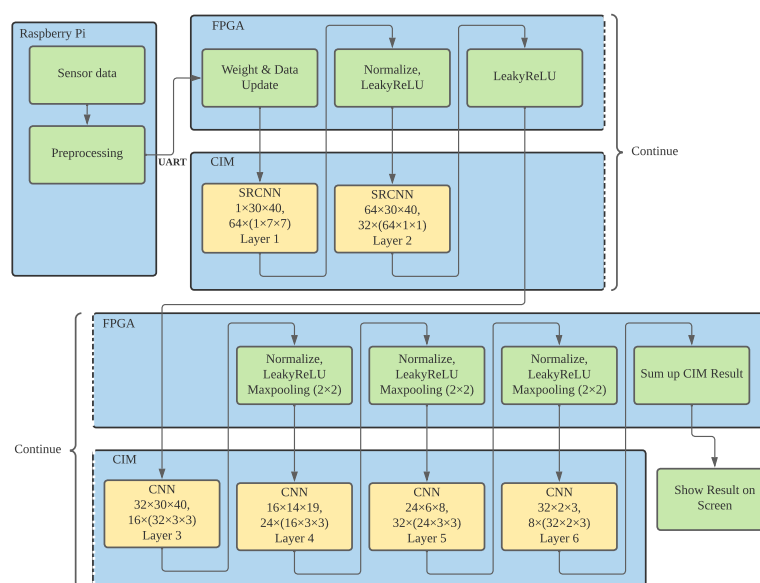 Raspberry Pi
Sensor data
Preprocessing
UART
FPGA
Weight & Data
Update
Normalize,
LeakyReLU
LeakyReLU
CIM
SRCNN
1×30×40,
64×(1×7×7)
Layer 1
SRCNN
64×30×40,
32×(64×1×1)
Layer 2
Continue
Continue
FPGA
Normalize,
LeakyReLU
Maxpooling (2×2)
Normalize,
LeakyReLU
Maxpooling (2×2)
Normalize,
LeakyReLU
Maxpooling (2×2)
Sum up CIM Result
CIM
CNN
32×30×40,
16×(32×3×3)
Layer 3
CNN
16×14×19,
24×(16×3×3)
Layer 4
CNN
24×6×8,
32×(24×3×3)
Layer 5
CNN
32×2×3,
8×(32×2×3)
Layer 6
Show Result on
Screen